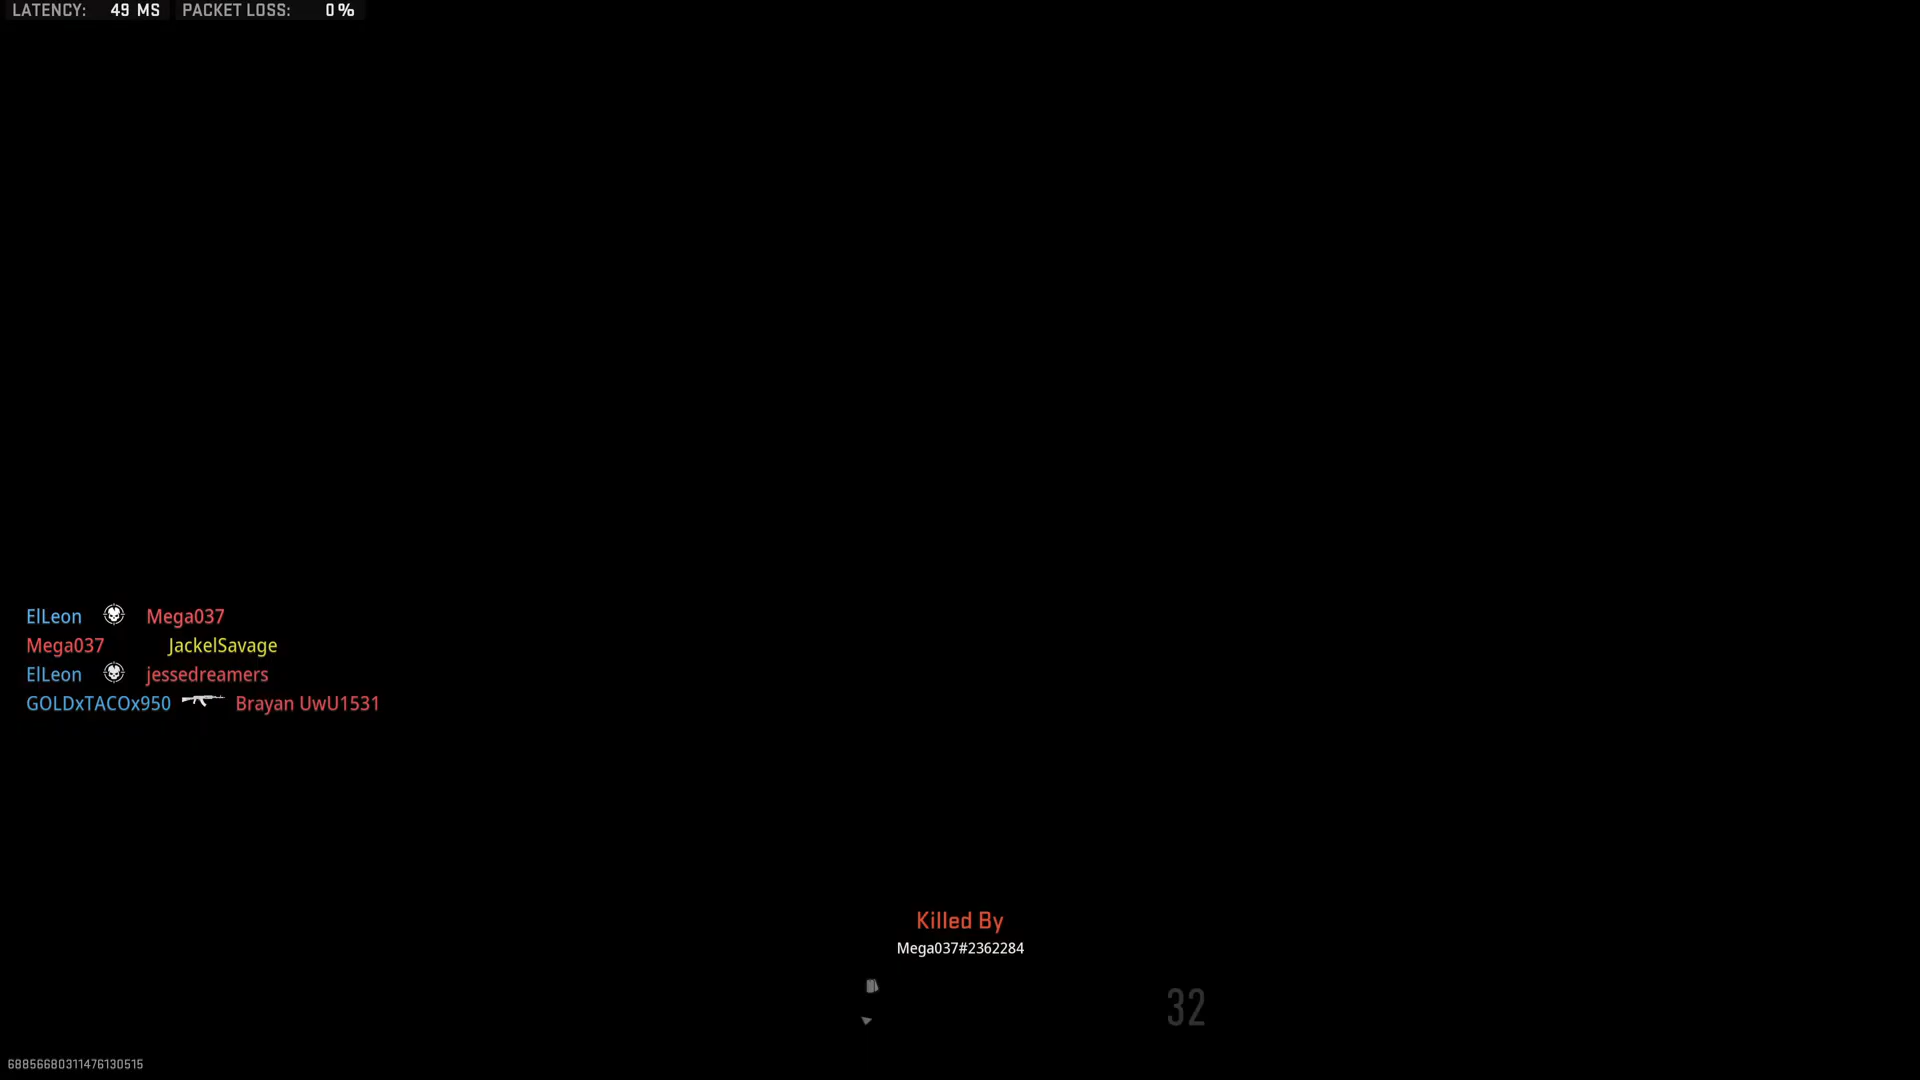 LATENCY: 49 MS PACKET LOSS: 0%
ElLeon Mega037
Mega037 JackelSavage
ElLeon jessedreamers
GOLDxTACOx950 Brayan UwU1531
Killed By
Mega037#2362284
32
68856680311476130515